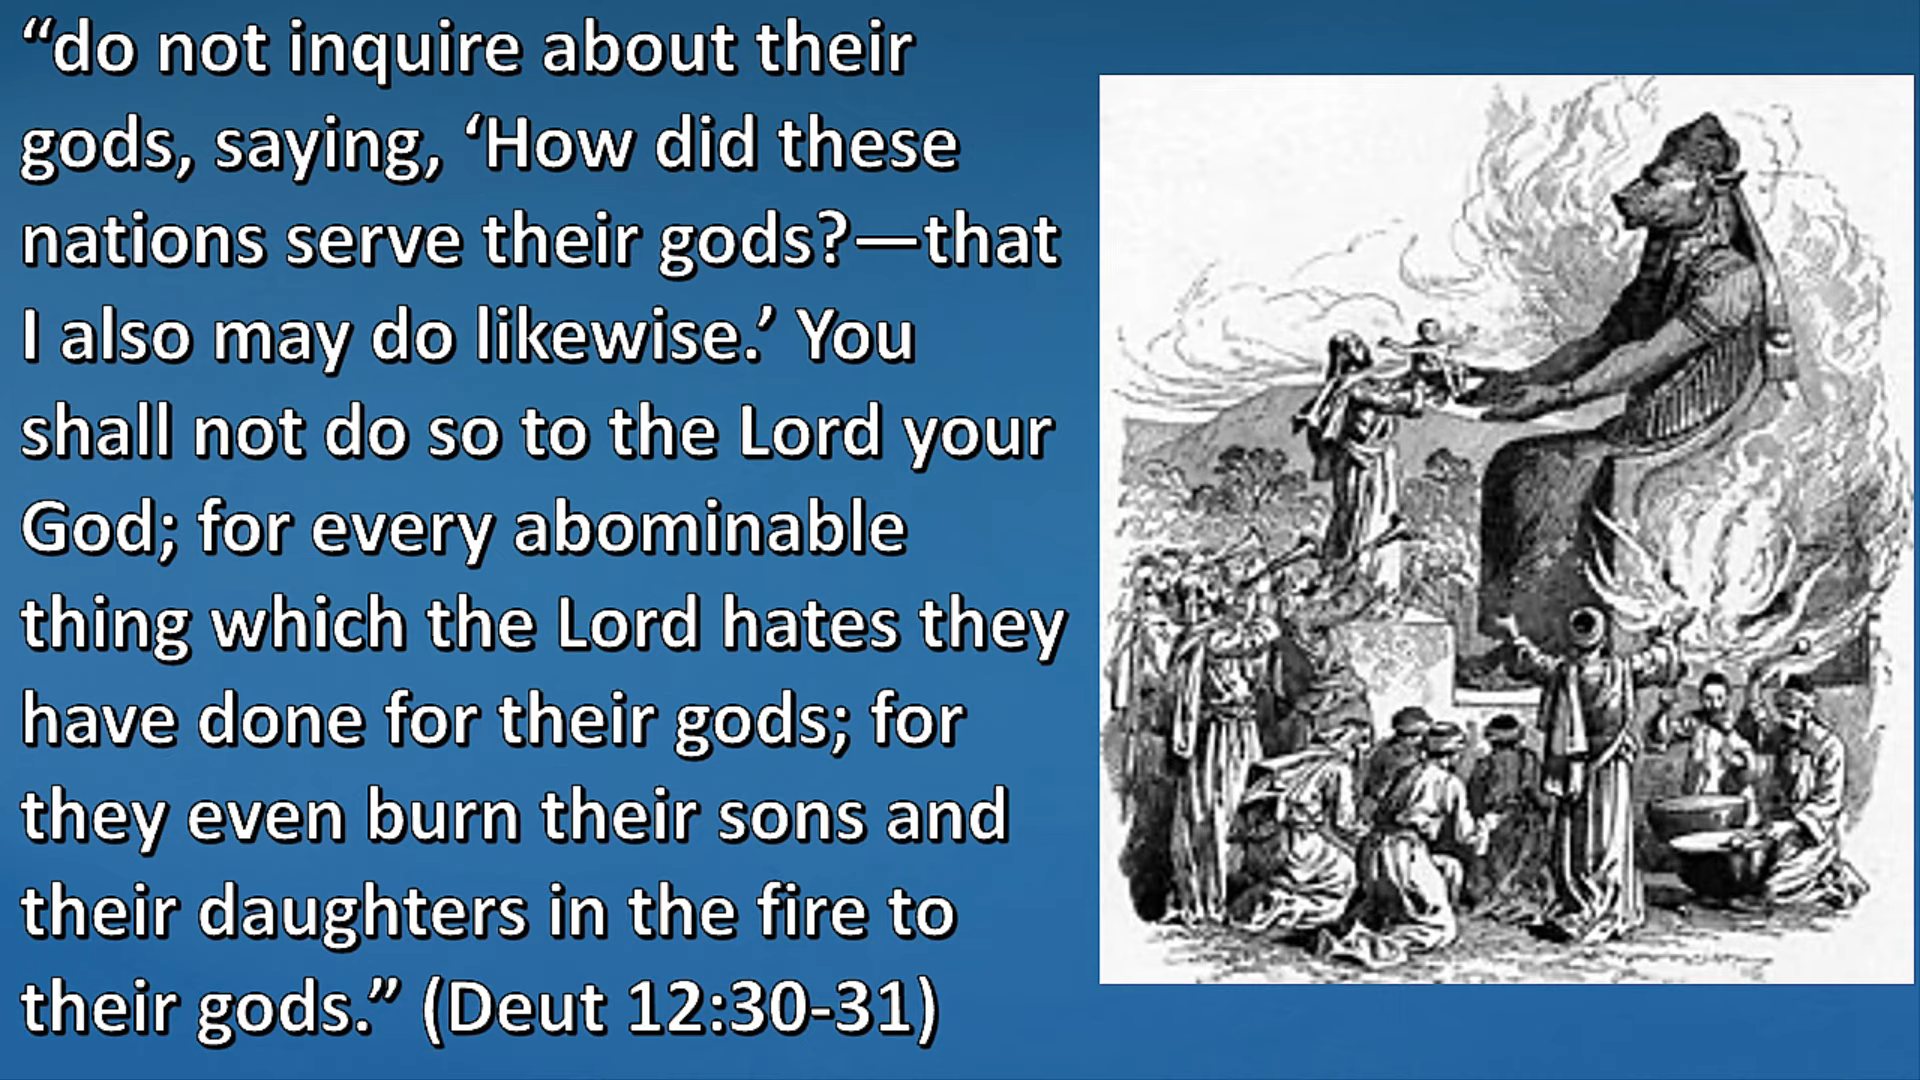 “do not inquire about their
gods, saying, ‘How did these
nations serve their gods?—that
I also may do likewise.’ You
shall not do so to the Lord your
God; for every abominable
thing which the Lord hates they
have done for their gods; for
they even burn their sons and
their daughters in the fire to
their gods.” (Deut 12:30-31)